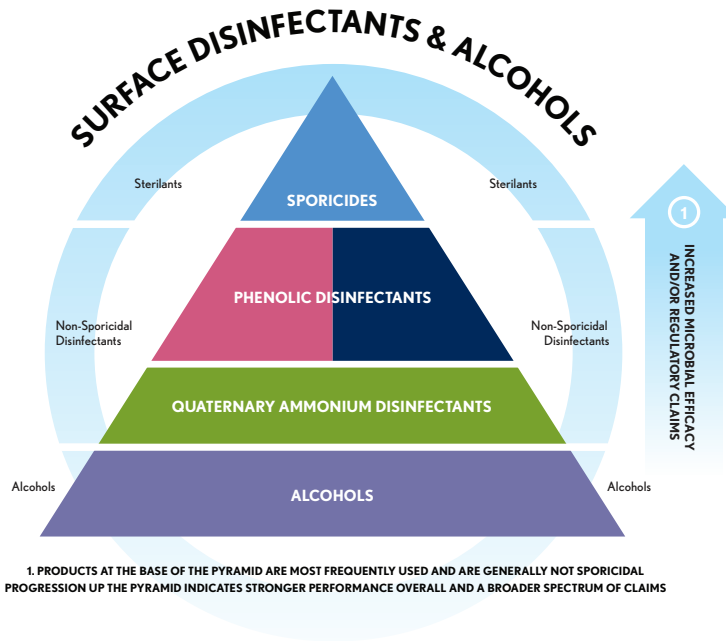 SURFACE DISINFECTANTS & ALCOHOLS
Sterilants
Sterilants
SPORICIDES
1
INCREASED MICROBIAL EFFICACY
AND/OR REGULATORY CLAIMS
PHENOLIC DISINFECTANTS
Non-Sporicidal
Disinfectants
Non-Sporicidal
Disinfectants
QUATERNARY AMMONIUM DISINFECTANTS
Alcohols
ALCOHOLS
Alcohols
1. PRODUCTS AT THE BASE OF THE PYRAMID ARE MOST FREQUENTLY USED AND ARE GENERALLY NOT SPORICIDAL
PROGRESSION UP THE PYRAMID INDICATES STRONGER PERFORMANCE OVERALL AND A BROADER SPECTRUM OF CLAIMS